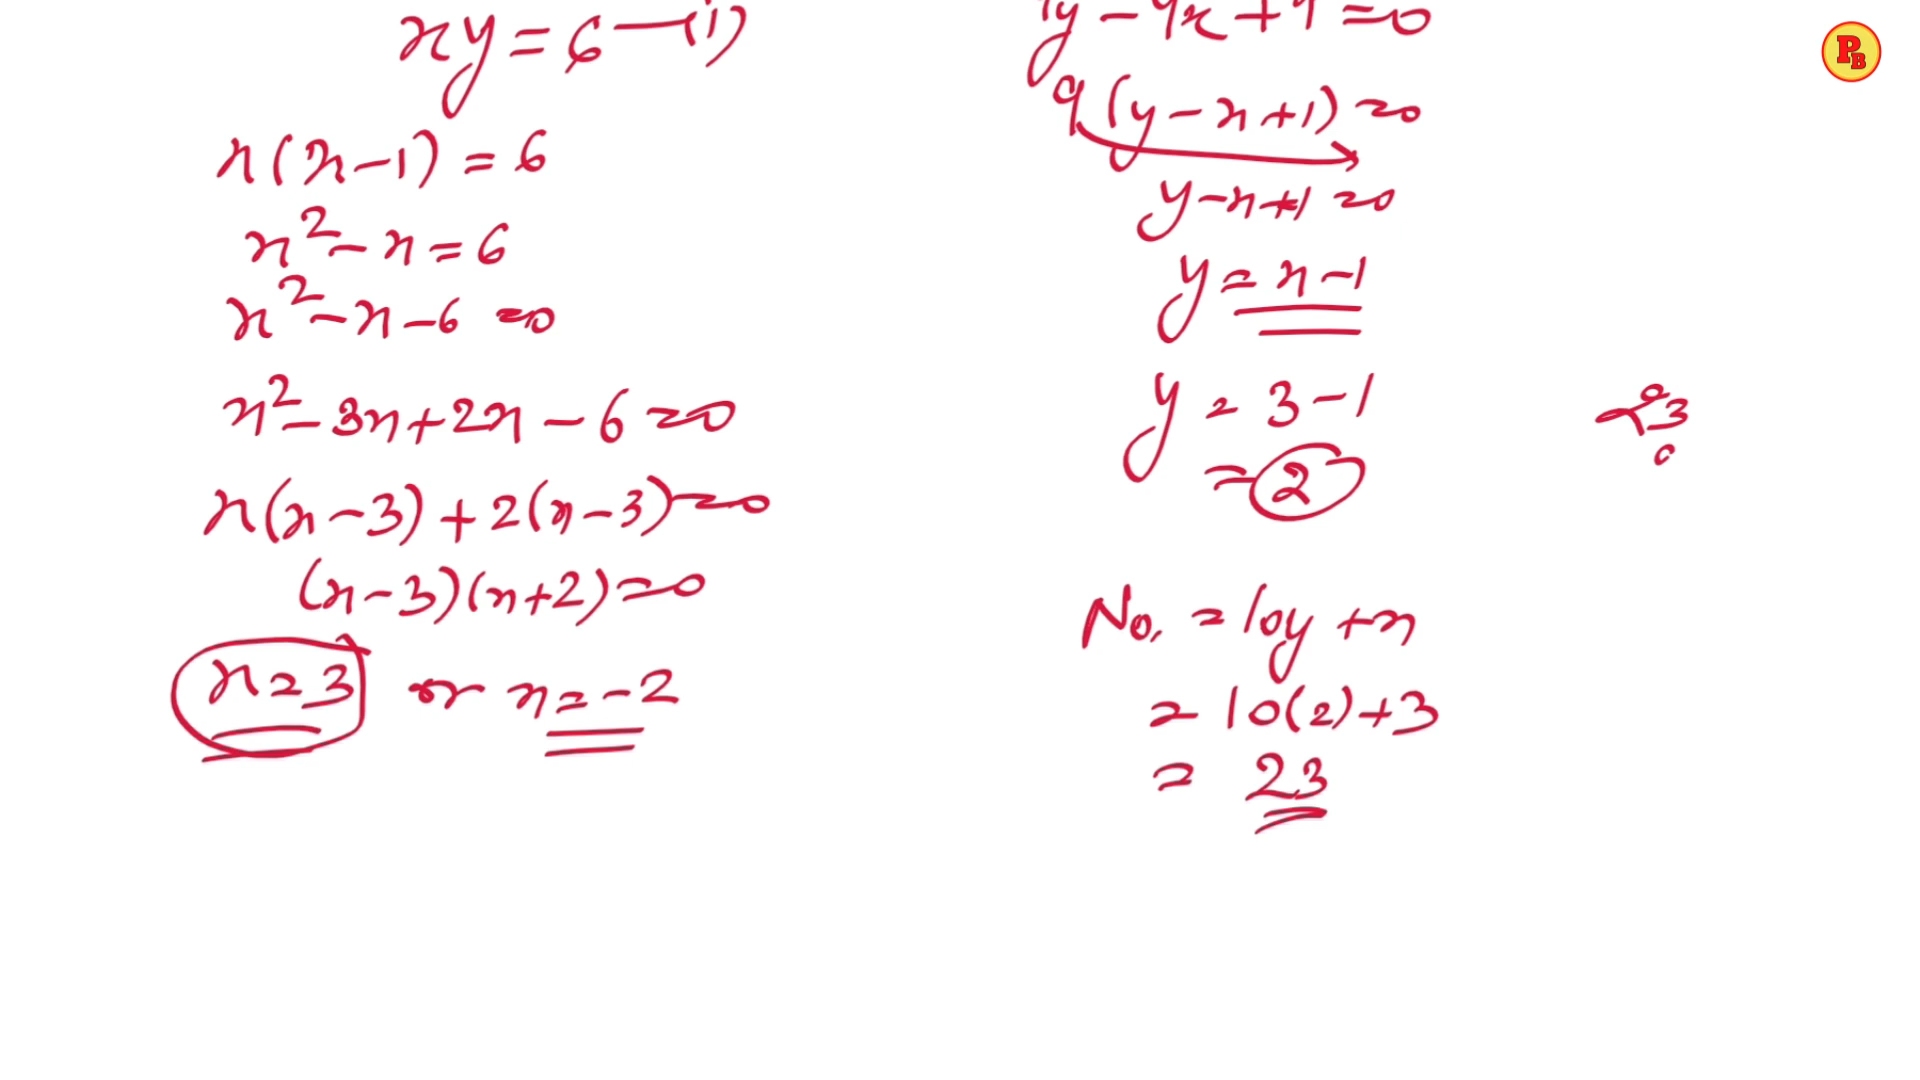 xy = 6 — (i)
x(x-1) = 6
x² - x = 6
x² - x - 6 = 0
x² - 3x + 2x - 6 = 0
x(x-3) + 2(x-3) = 0
(x-3)(x+2) = 0
x = 3 or x = -2
9y - 9x + 9 = 0
9(y - x + 1) = 0
y - x + 1 = 0
y = x - 1
y = 3 - 1
= 2
No. = 10y + x
= 10(2) + 3
= 23
PB